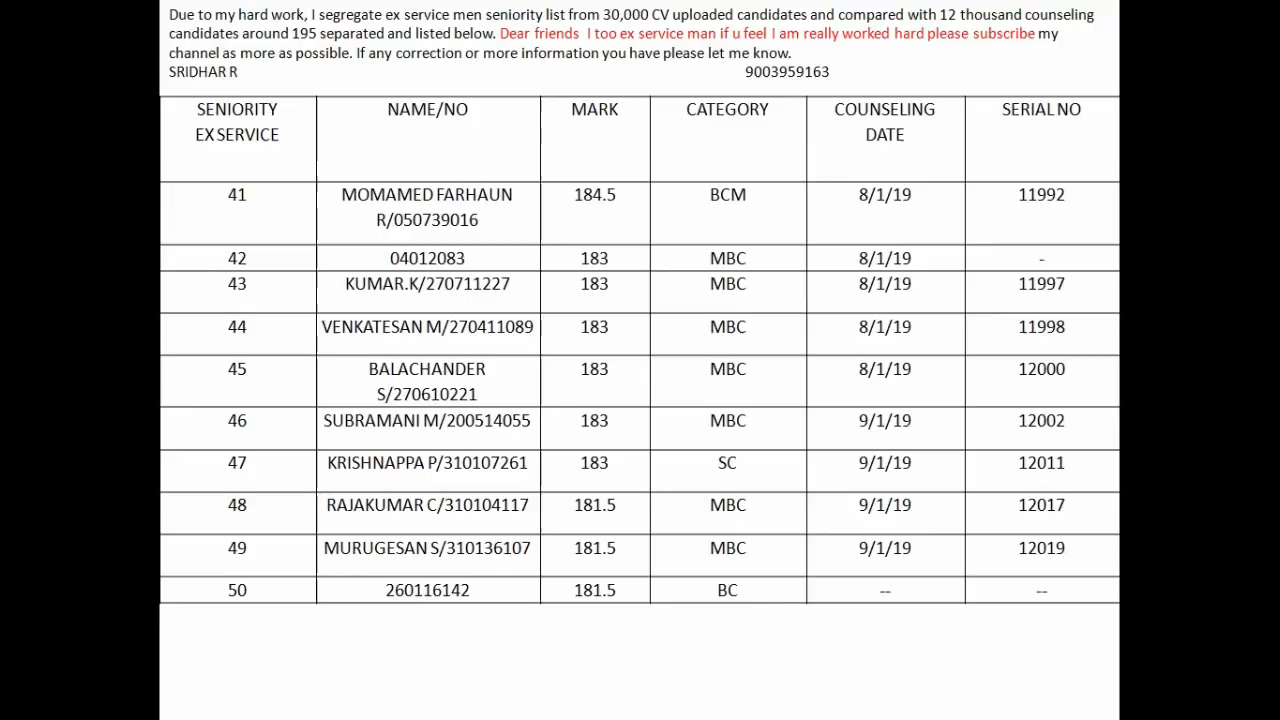 Due to my hard work, I segregate ex service men seniority list from 30,000 CV uploaded candidates and compared with 12 thousand counseling
candidates around 195 separated and listed below. Dear friends I too ex service man if u feel I am really worked hard please subscribe my
channel as more as possible. If any correction or more information you have please let me know.
SRIDHAR R 9003959163
SENIORITY NAME/NO MARK CATEGORY COUNSELING SERIAL NO
EX SERVICE DATE
41 MOMAMED FARHAUN 184.5 BCM 8/1/19 11992
R/050739016
42 04012083 183 MBC 8/1/19 -
43 KUMAR.K/270711227 183 MBC 8/1/19 11997
44 VENKATESAN M/270411089 183 MBC 8/1/19 11998
45 BALACHANDER 183 MBC 8/1/19 12000
S/270610221
46 SUBRAMANI M/200514055 183 MBC 9/1/19 12002
47 KRISHNAPPA P/310107261 183 SC 9/1/19 12011
48 RAJAKUMAR C/310104117 181.5 MBC 9/1/19 12017
49 MURUGESAN S/310136107 181.5 MBC 9/1/19 12019
50 260116142 181.5 BC -- --